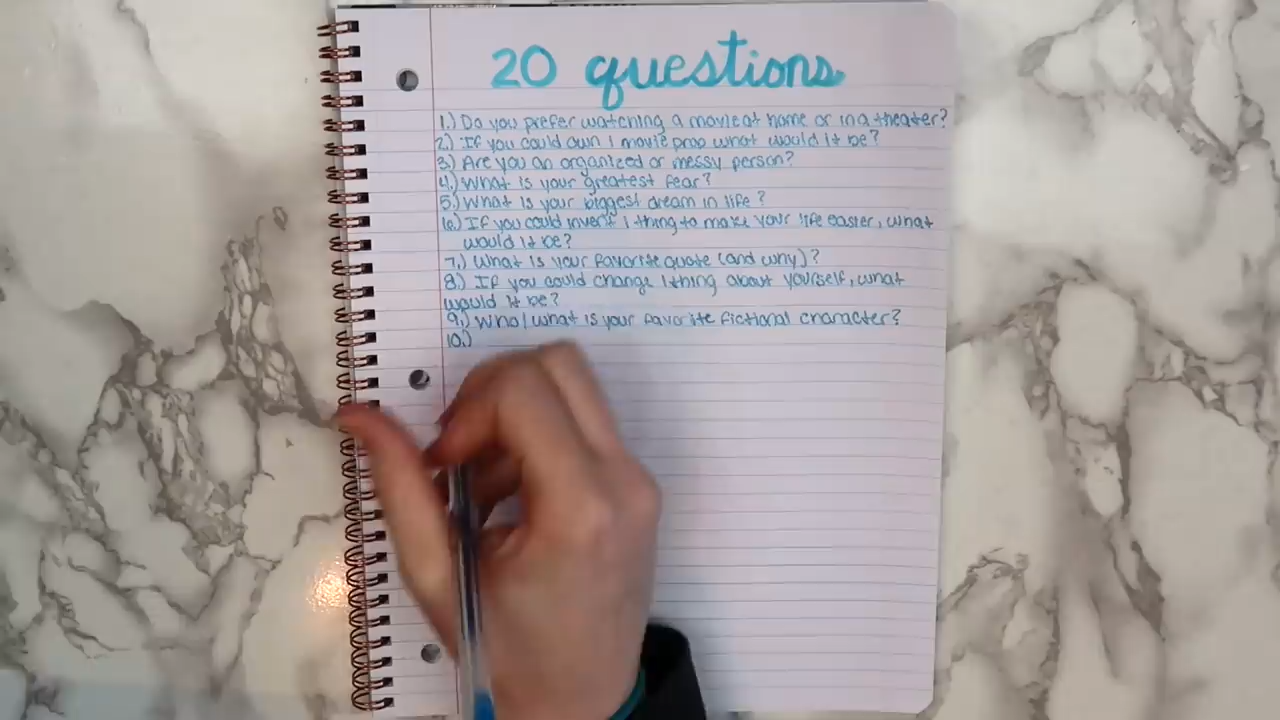 20 questions
1.) Do you prefer watching a movie at home or in a theater?
2.) If you could own 1 movie prop what would it be?
3.) Are you an organized or messy person?
4.) What is your greatest fear?
5.) What is your biggest dream in life?
6.) If you could invent 1 thing to make your life easier, what
would it be?
7.) What is your favorite quote (and why)?
8.) If you could change 1 thing about yourself, what
would it be?
9.) Who/what is your favorite fictional character?
10.)